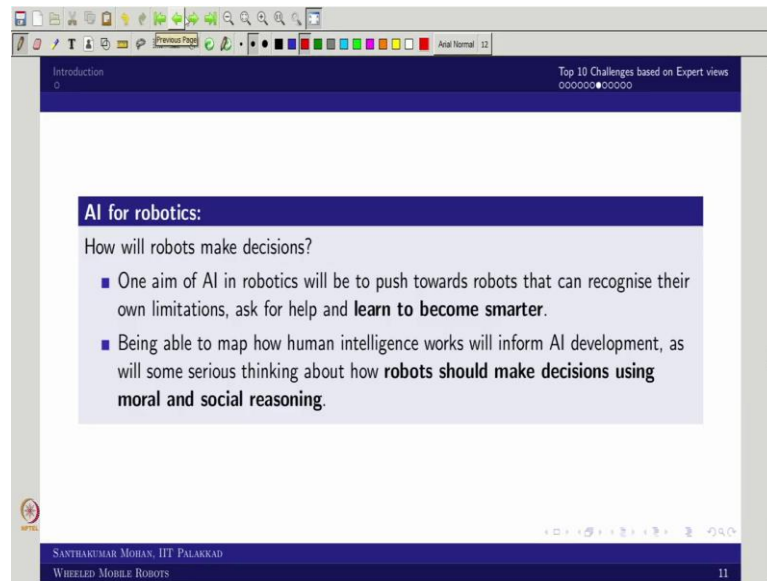 Previous Page
T
Arial Normal 12
Introduction
Top 10 Challenges based on Expert views
AI for robotics:
How will robots make decisions?
One aim of AI in robotics will be to push towards robots that can recognise their
own limitations, ask for help and learn to become smarter.
Being able to map how human intelligence works will inform AI development, as
will some serious thinking about how robots should make decisions using
moral and social reasoning.
NPTEL
SANTHAKUMAR MOHAN, IIT PALAKKAD
WHEELED MOBILE ROBOTS
11